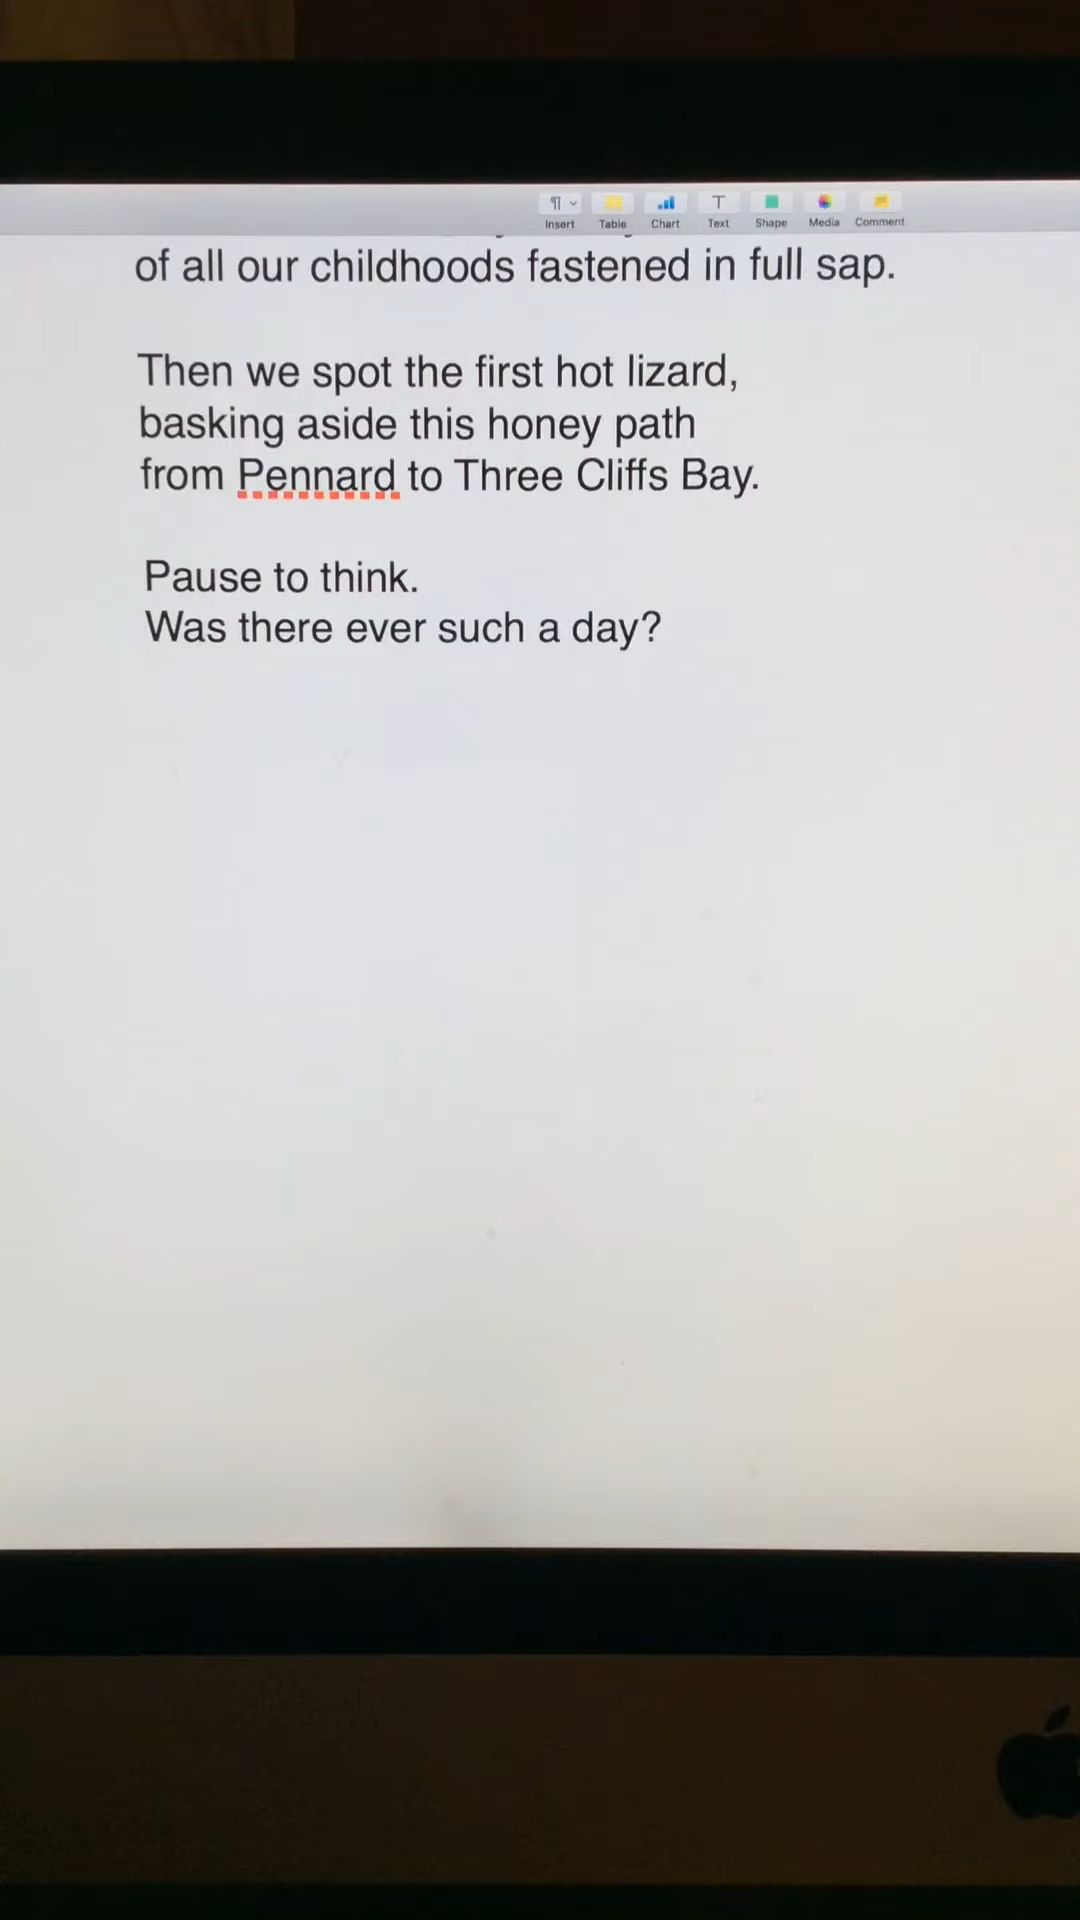 Insert Table Chart Text Shape Media Comment
of all our childhoods fastened in full sap.
Then we spot the first hot lizard,
basking aside this honey path
from Pennard to Three Cliffs Bay.
Pause to think.
Was there ever such a day?